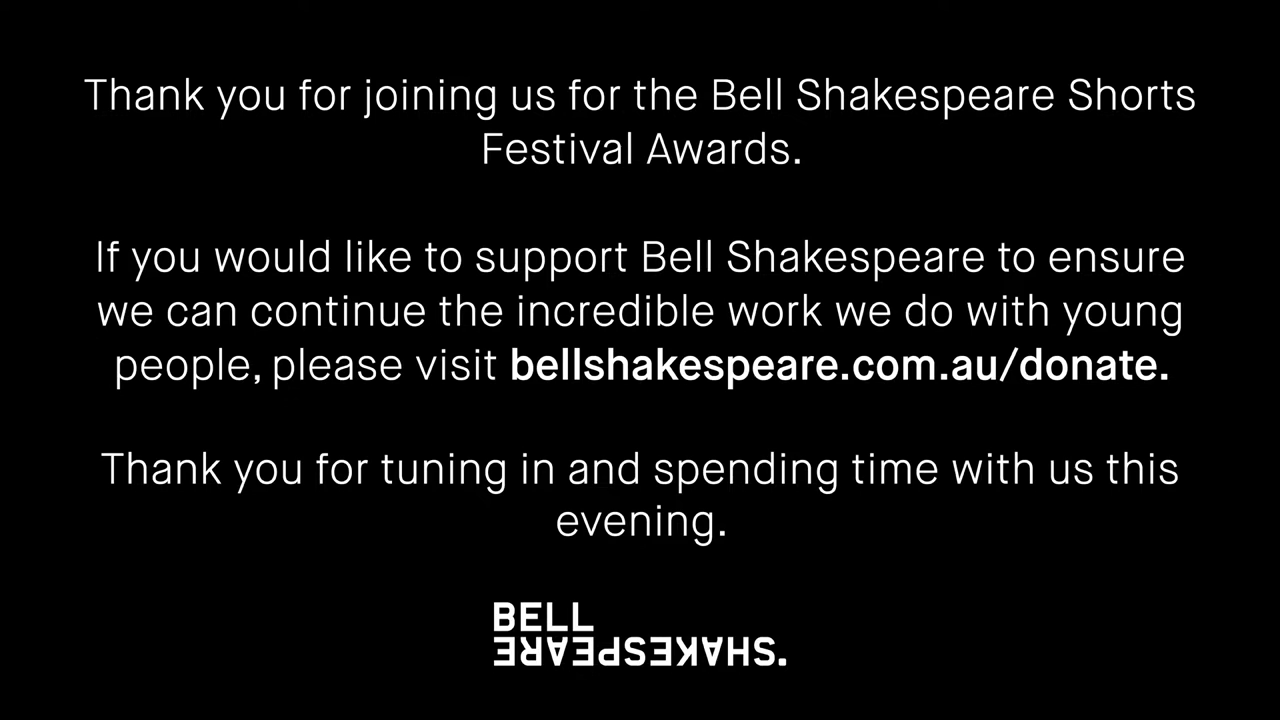 Thank you for joining us for the Bell Shakespeare Shorts
Festival Awards.
If you would like to support Bell Shakespeare to ensure
we can continue the incredible work we do with young
people, please visit bellshakespeare.com.au/donate.
Thank you for tuning in and spending time with us this
evening.
BELL
SHAKESPEARE.